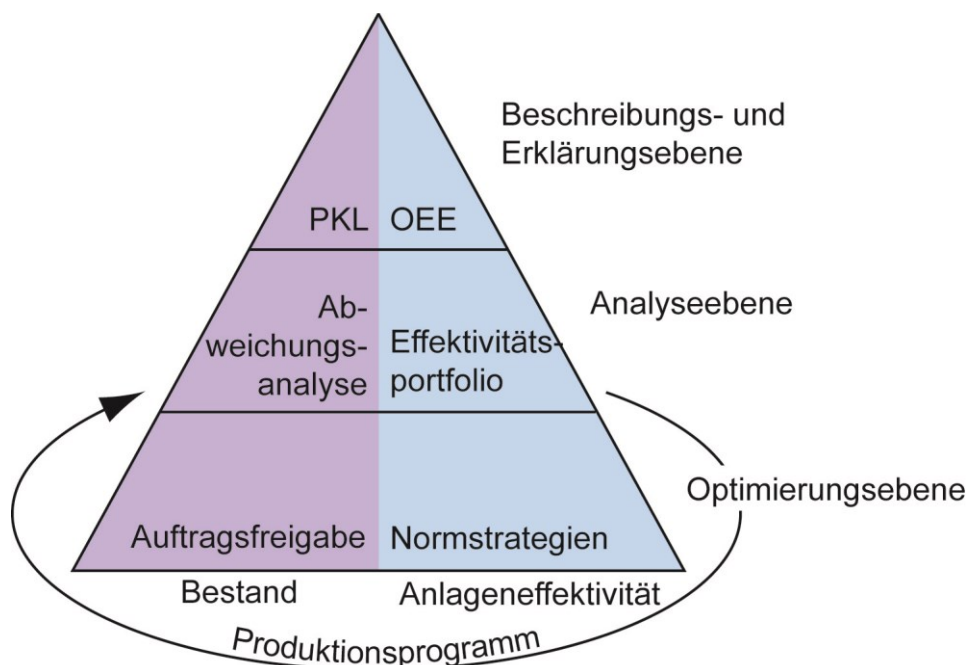 Beschreibungs- und
Erklärungsebene
PKL
OEE
Analyseebene
Ab-
weichungs-
analyse
Effektivitäts-
portfolio
Optimierungsebene
Auftragsfreigabe
Normstrategien
Bestand
Anlageneffektivität
Produktionsprogramm